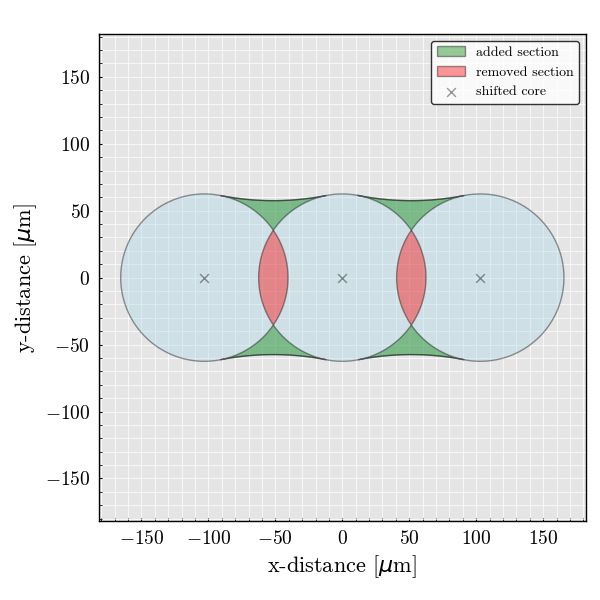 added section
removed section
shifted core
150
100
50
0
−50
−100
−150
y-distance [μm]
−150 −100 −50 0 50 100 150
x-distance [μm]